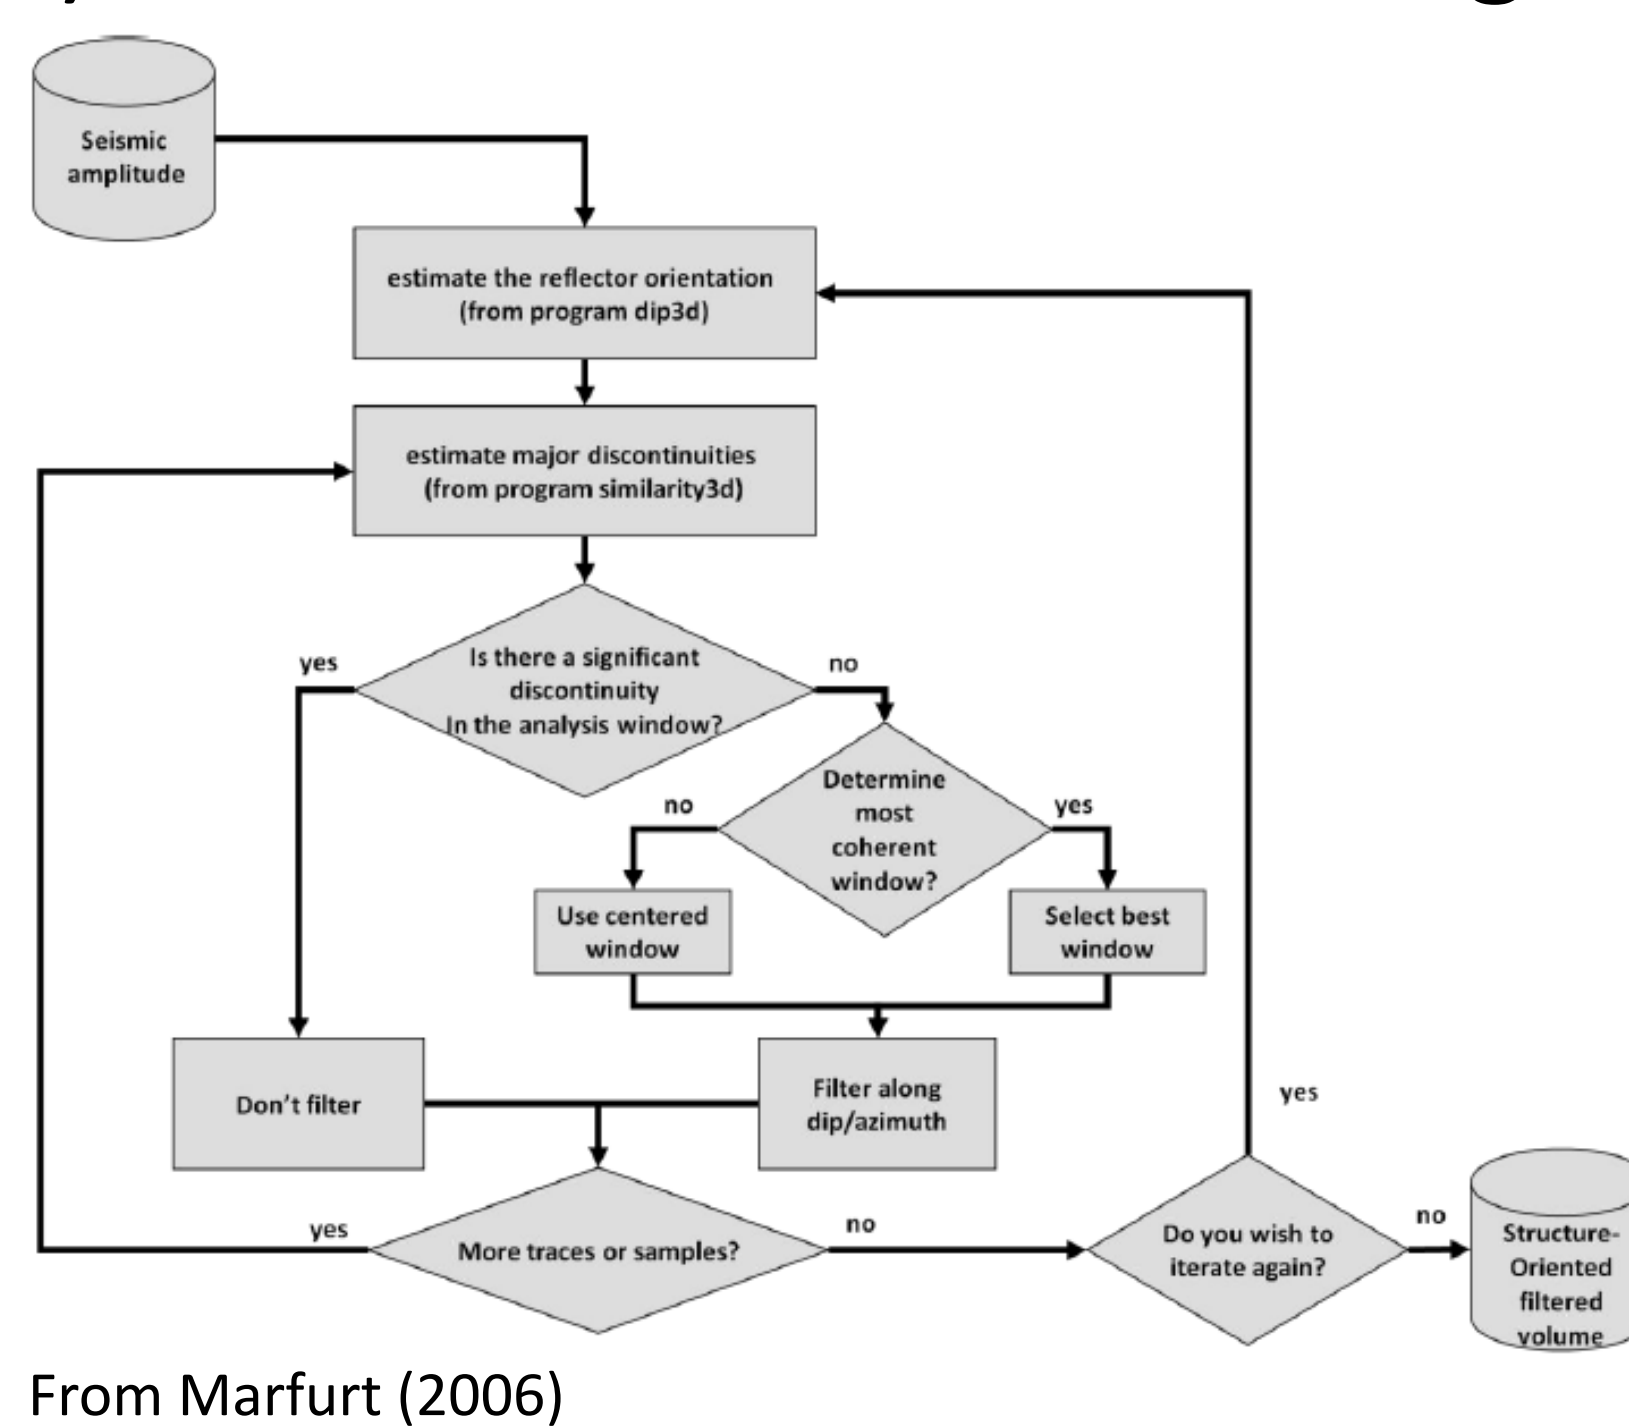 Seismic
amplitude
estimate the reflector orientation
(from program dip3d)
estimate major discontinuities
(from program similarity3d)
yes
Is there a significant
discontinuity
In the analysis window?
no
Determine
most
coherent
window?
no
yes
Use centered
window
Select best
window
Don't filter
Filter along
dip/azimuth
yes
yes
More traces or samples?
no
Do you wish to
iterate again?
no
Structure-
Oriented
filtered
volume
From Marfurt (2006)